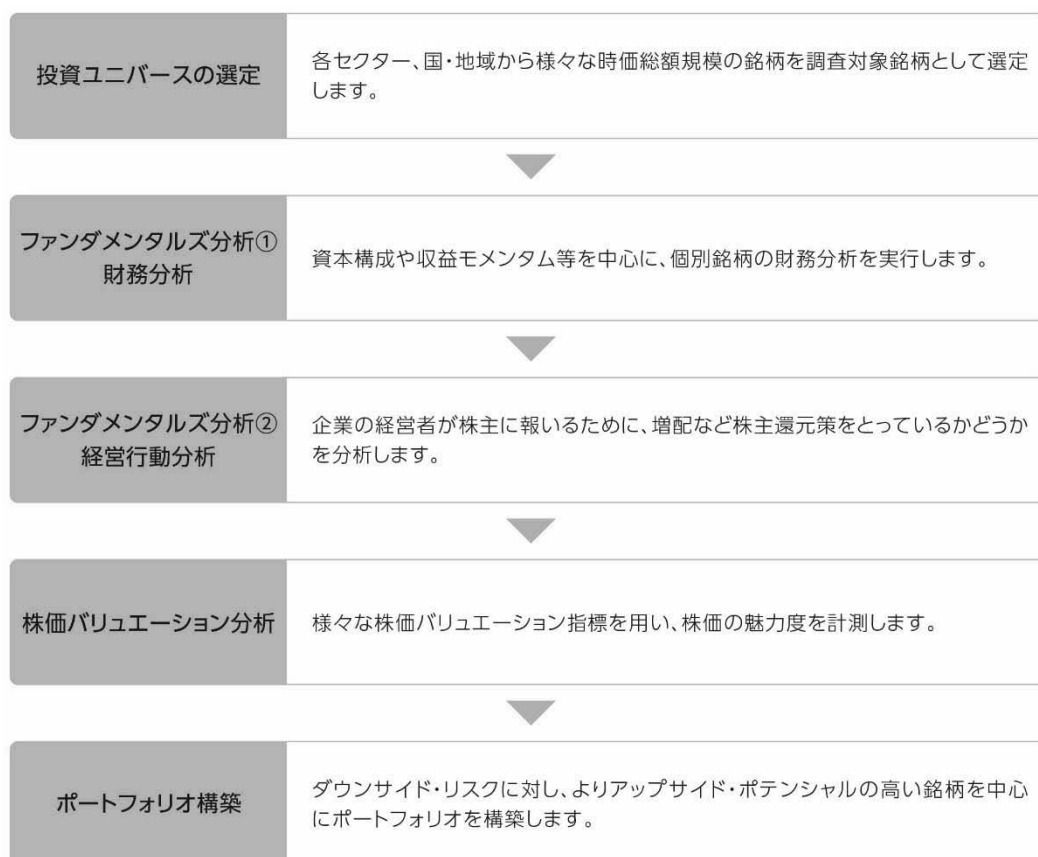 投資ユニバースの選定
各セクター、国・地域から様々な時価総額規模の銘柄を調査対象銘柄として選定
します。
ファンダメンタルズ分析①
財務分析
資本構成や収益モメンタム等を中心に、個別銘柄の財務分析を実行します。
ファンダメンタルズ分析②
経営行動分析
企業の経営者が株主に報いるために、増配など株主還元策をとっているかどうか
を分析します。
株価バリュエーション分析
様々な株価バリュエーション指標を用い、株価の魅力度を計測します。
ポートフォリオ構築
ダウンサイド・リスクに対し、よりアップサイド・ポテンシャルの高い銘柄を中心
にポートフォリオを構築します。